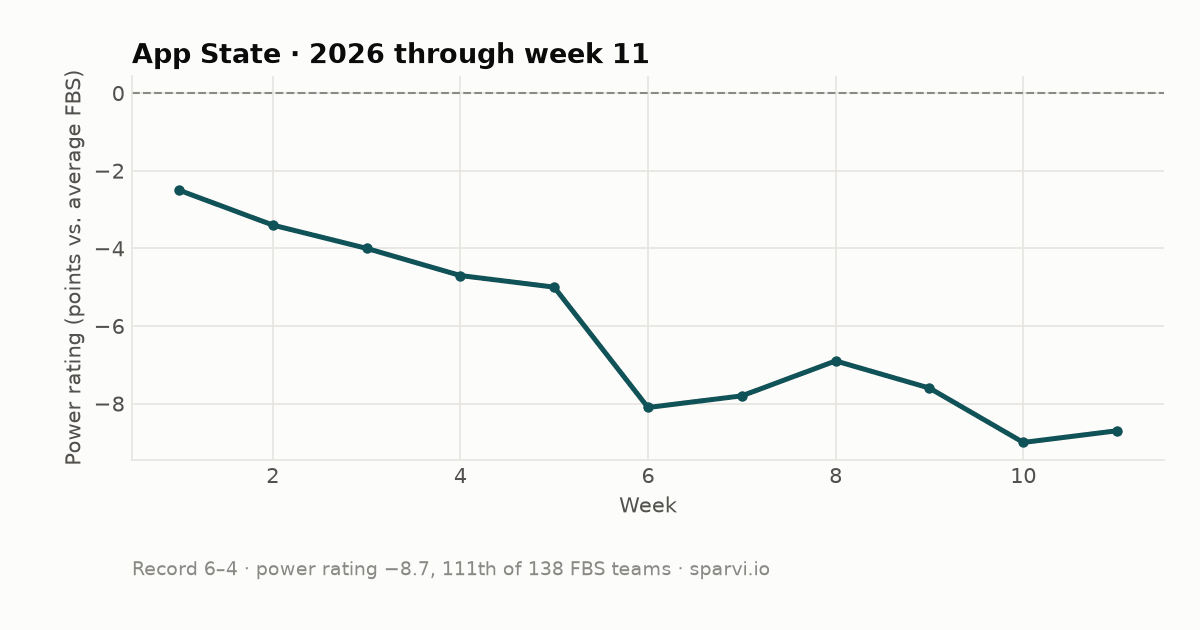 App State · 2026 through week 11
Power rating (points vs. average FBS)
0
−2
−4
−6
−8
2 4 6 8 10
Week
Record 6–4 · power rating −8.7, 111th of 138 FBS teams · sparvi.io